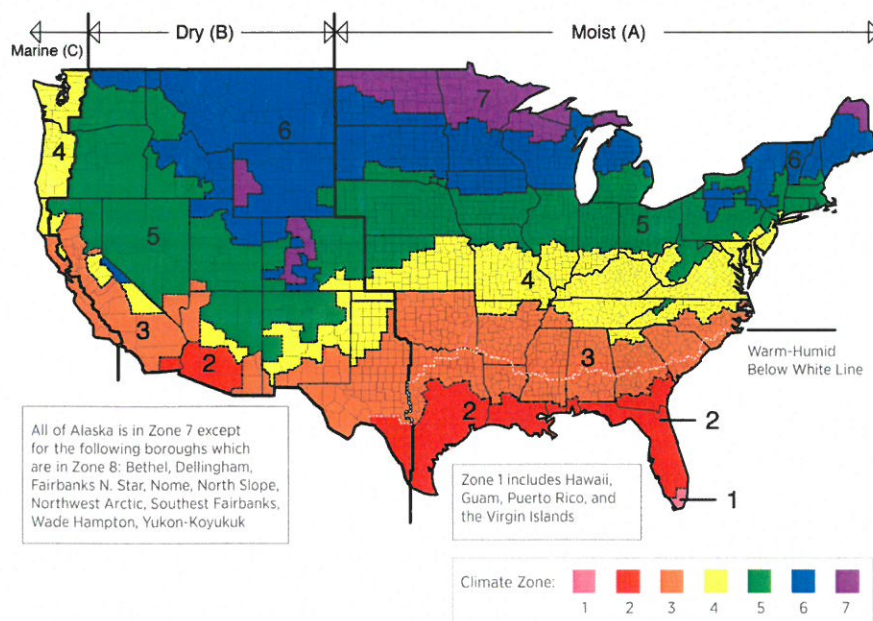 Marine (C)
Dry (B)
Moist (A)
7
6
4
6
5
5
4
3
3
2
2
Warm-Humid
Below White Line
2
1
All of Alaska is in Zone 7 except
for the following boroughs which
are in Zone 8: Bethel, Dellingham,
Fairbanks N. Star, Nome, North Slope,
Northwest Arctic, Southest Fairbanks,
Wade Hampton, Yukon-Koyukuk
Zone 1 includes Hawaii,
Guam, Puerto Rico, and
the Virgin Islands
Climate Zone:
1 2 3 4 5 6 7